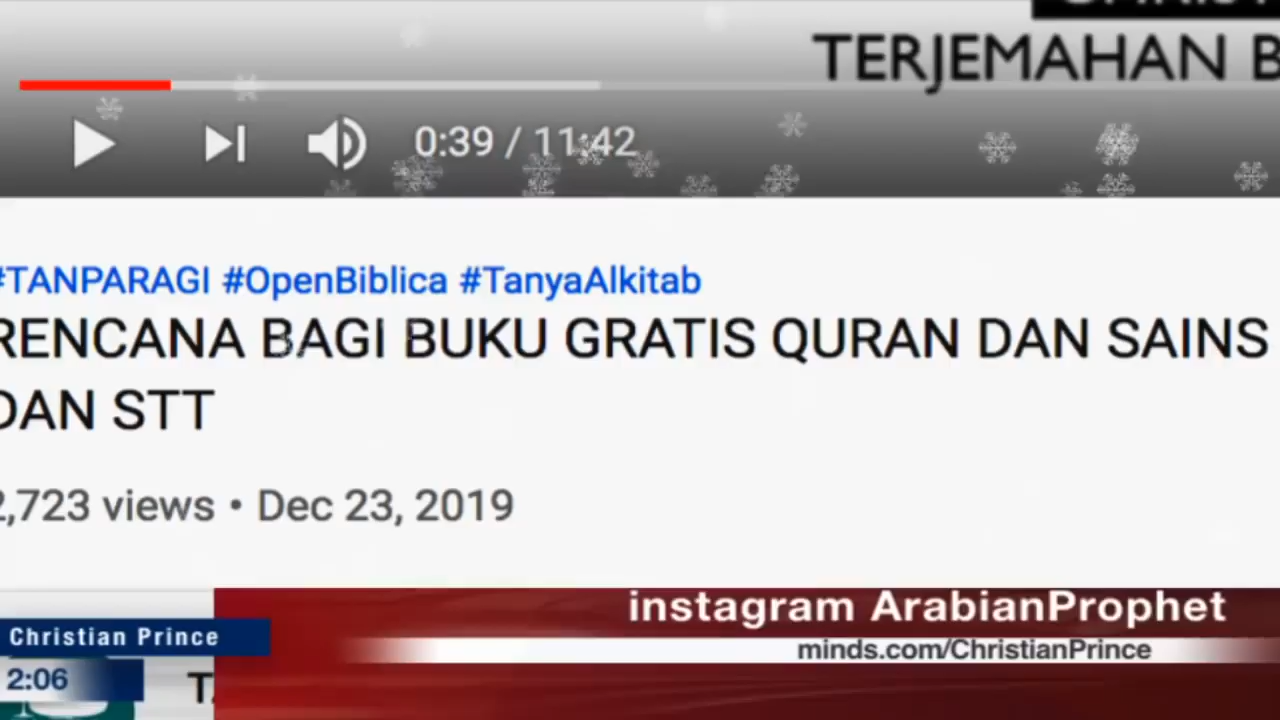 TERJEMAHAN
0:39 / 11:42
#TANPARAGI #OpenBiblica #TanyaAlkitab
RENCANA BAGI BUKU GRATIS QURAN DAN SAINS
DAN STT
2,723 views • Dec 23, 2019
instagram ArabianProphet
Christian Prince
minds.com/ChristianPrince
2:06